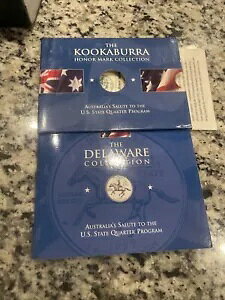 THE
KOOKABURRA
HONOR MARK COLLECTION
AUSTRALIA'S SALUTE TO THE
U.S. STATE QUARTER PROGRAM
THE
DELAWARE
COLLECTION
AUSTRALIA'S SALUTE TO THE
U.S. STATE QUARTER PROGRAM